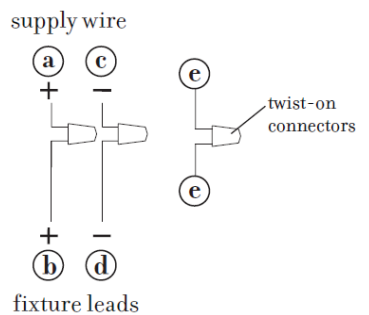 supply wire
a c e
+ −
twist-on
connectors
e
+ −
b d
fixture leads